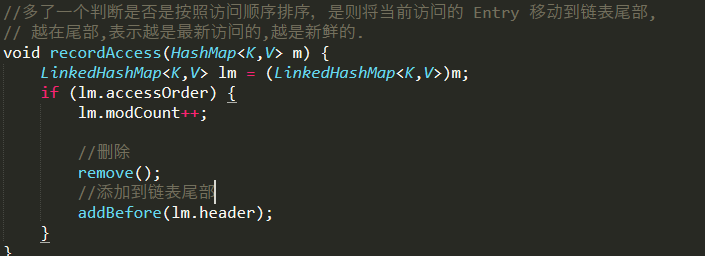 //多了一个判断是否是按照访问顺序排序, 是则将当前访问的 Entry 移动到链表尾部,
// 越在尾部,表示越是最新访问的,越是新鲜的.
void recordAccess(HashMap<K,V> m) {
    LinkedHashMap<K,V> lm = (LinkedHashMap<K,V>)m;
    if (lm.accessOrder) {
        lm.modCount++;

        //删除
        remove();
        //添加到链表尾部
        addBefore(lm.header);
    }
}